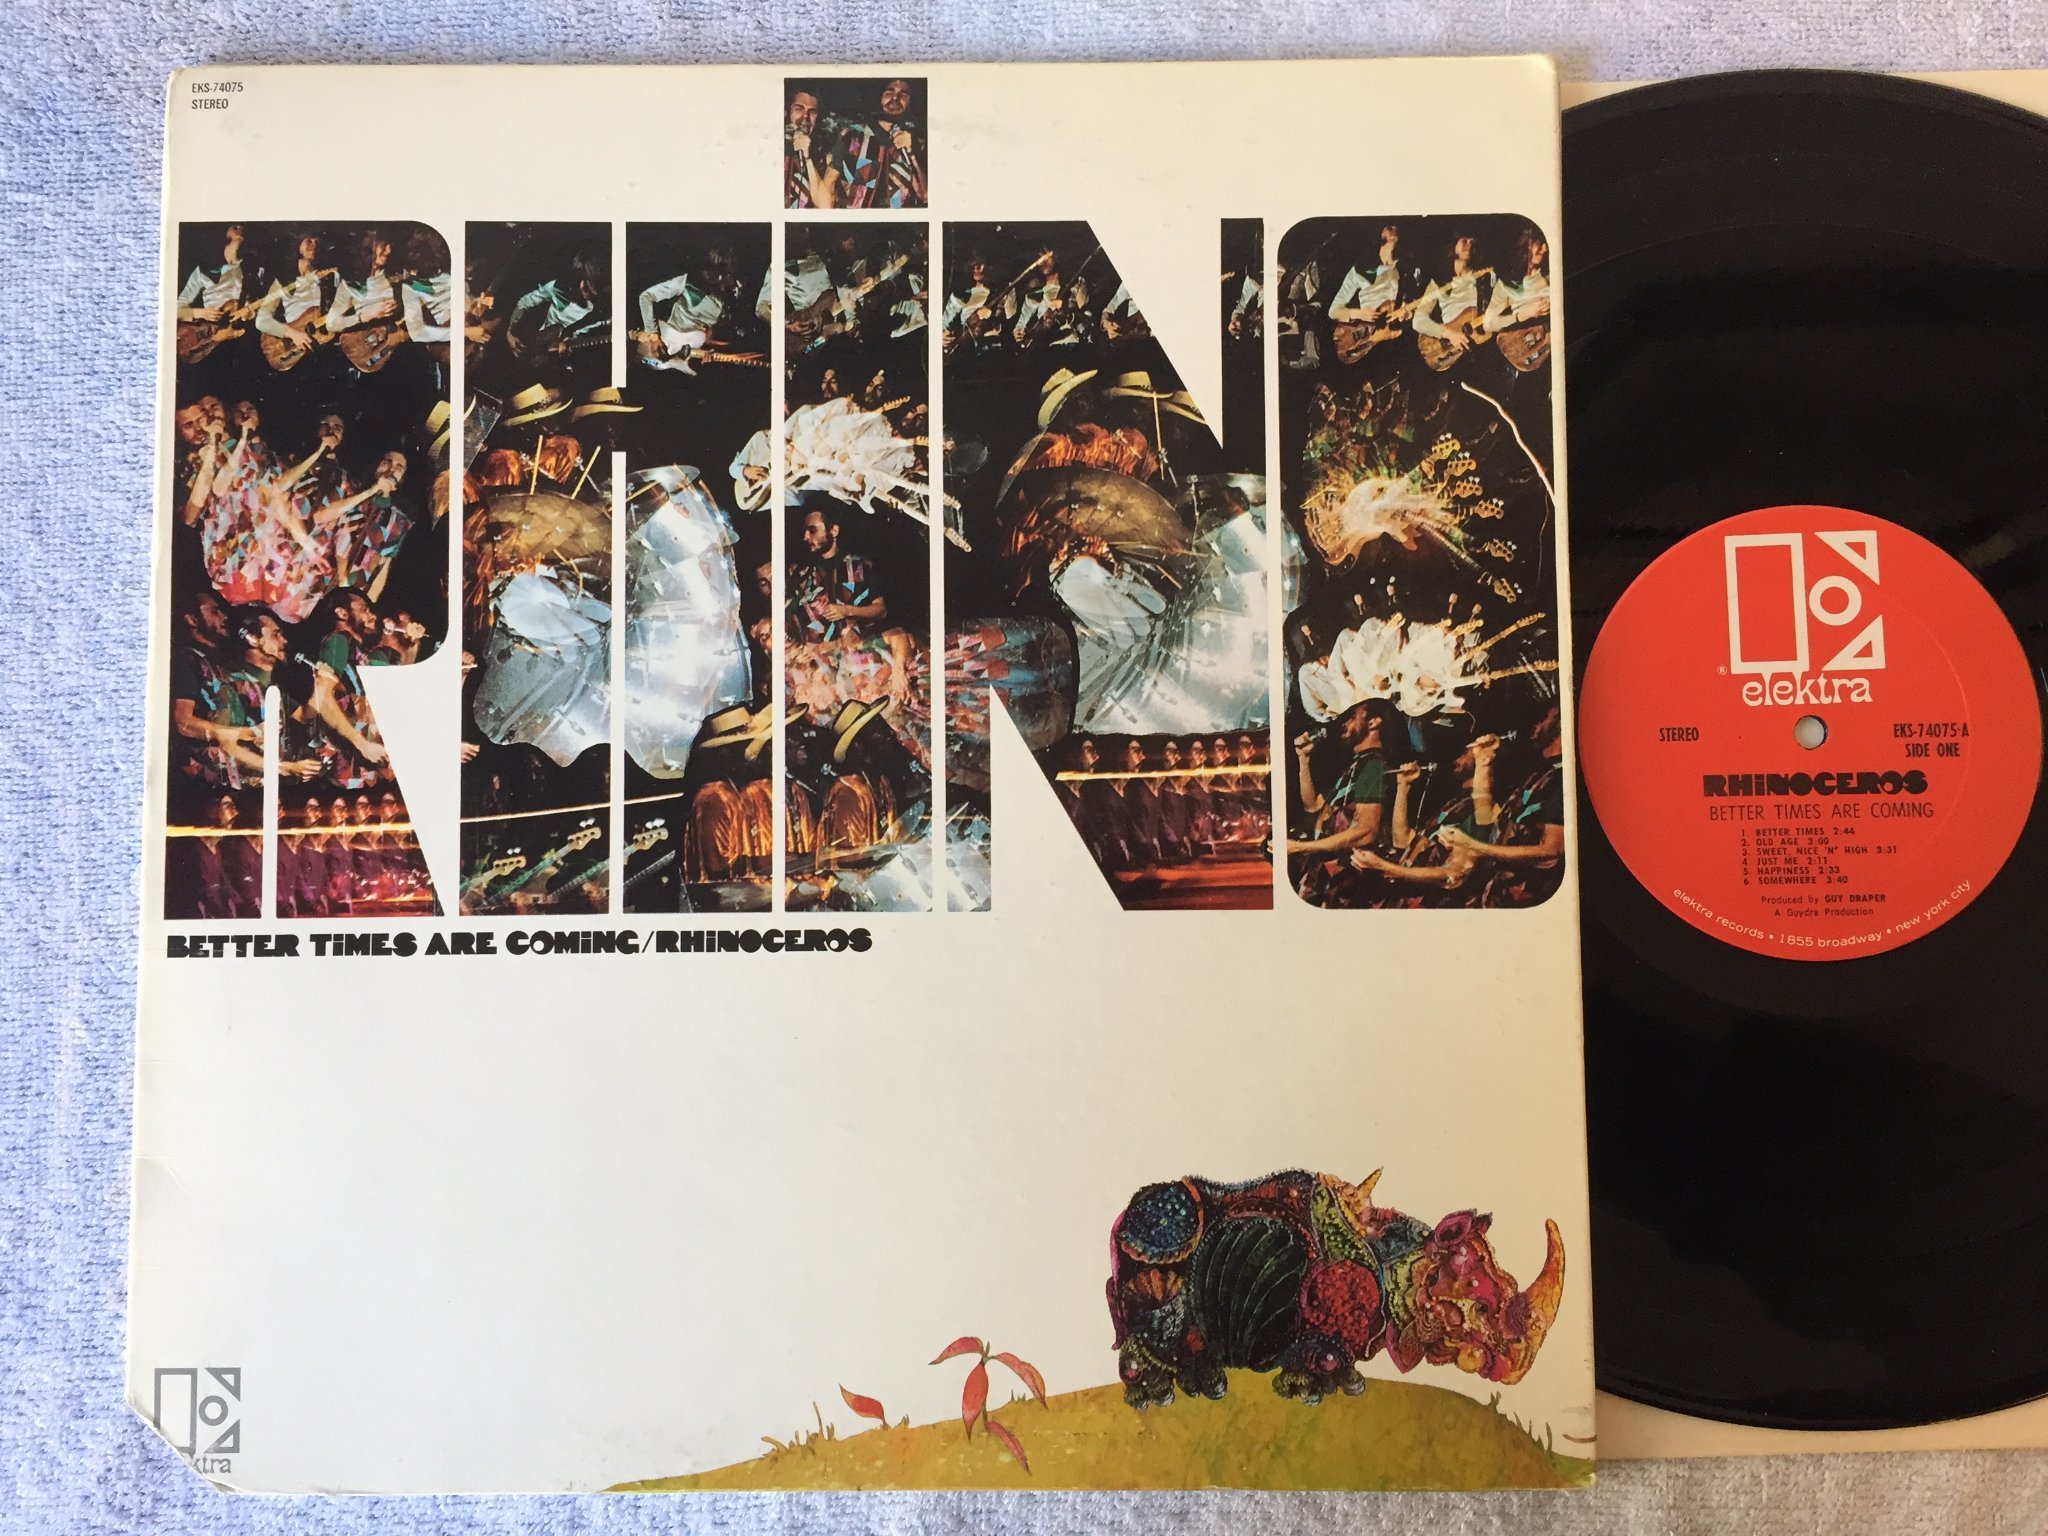 EKS-74075
STEREO
RHiNO
BETTER TiMES ARE COMiNG/RHiNOCEROS
ktra
elektra
®
STEREO
EKS-74075-A
SIDE ONE
RHiNOCEROS
BETTER TIMES ARE COMING
1. BETTER TIMES 2:44
2. OLD AGE 3:00
3. SWEET, NICE 'N' HIGH 3:31
4 JUST ME 2:11
5. HAPPINESS 2:33
6 SOMEWHERE 3:40
Produced by GUY DRAPER
A Guydra Production
elektra records • 1855 broadway • new york city